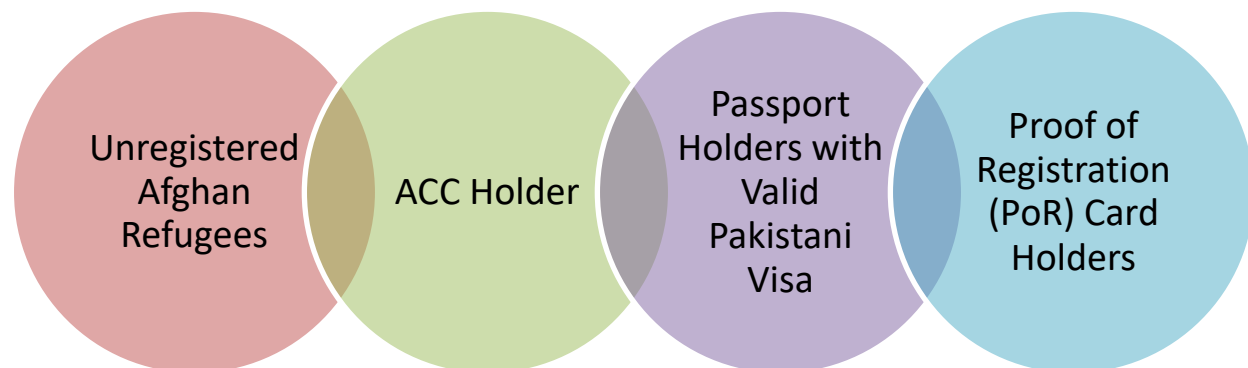 Unregistered
Afghan
Refugees
ACC Holder
Passport
Holders with
Valid
Pakistani
Visa
Proof of
Registration
(PoR) Card
Holders